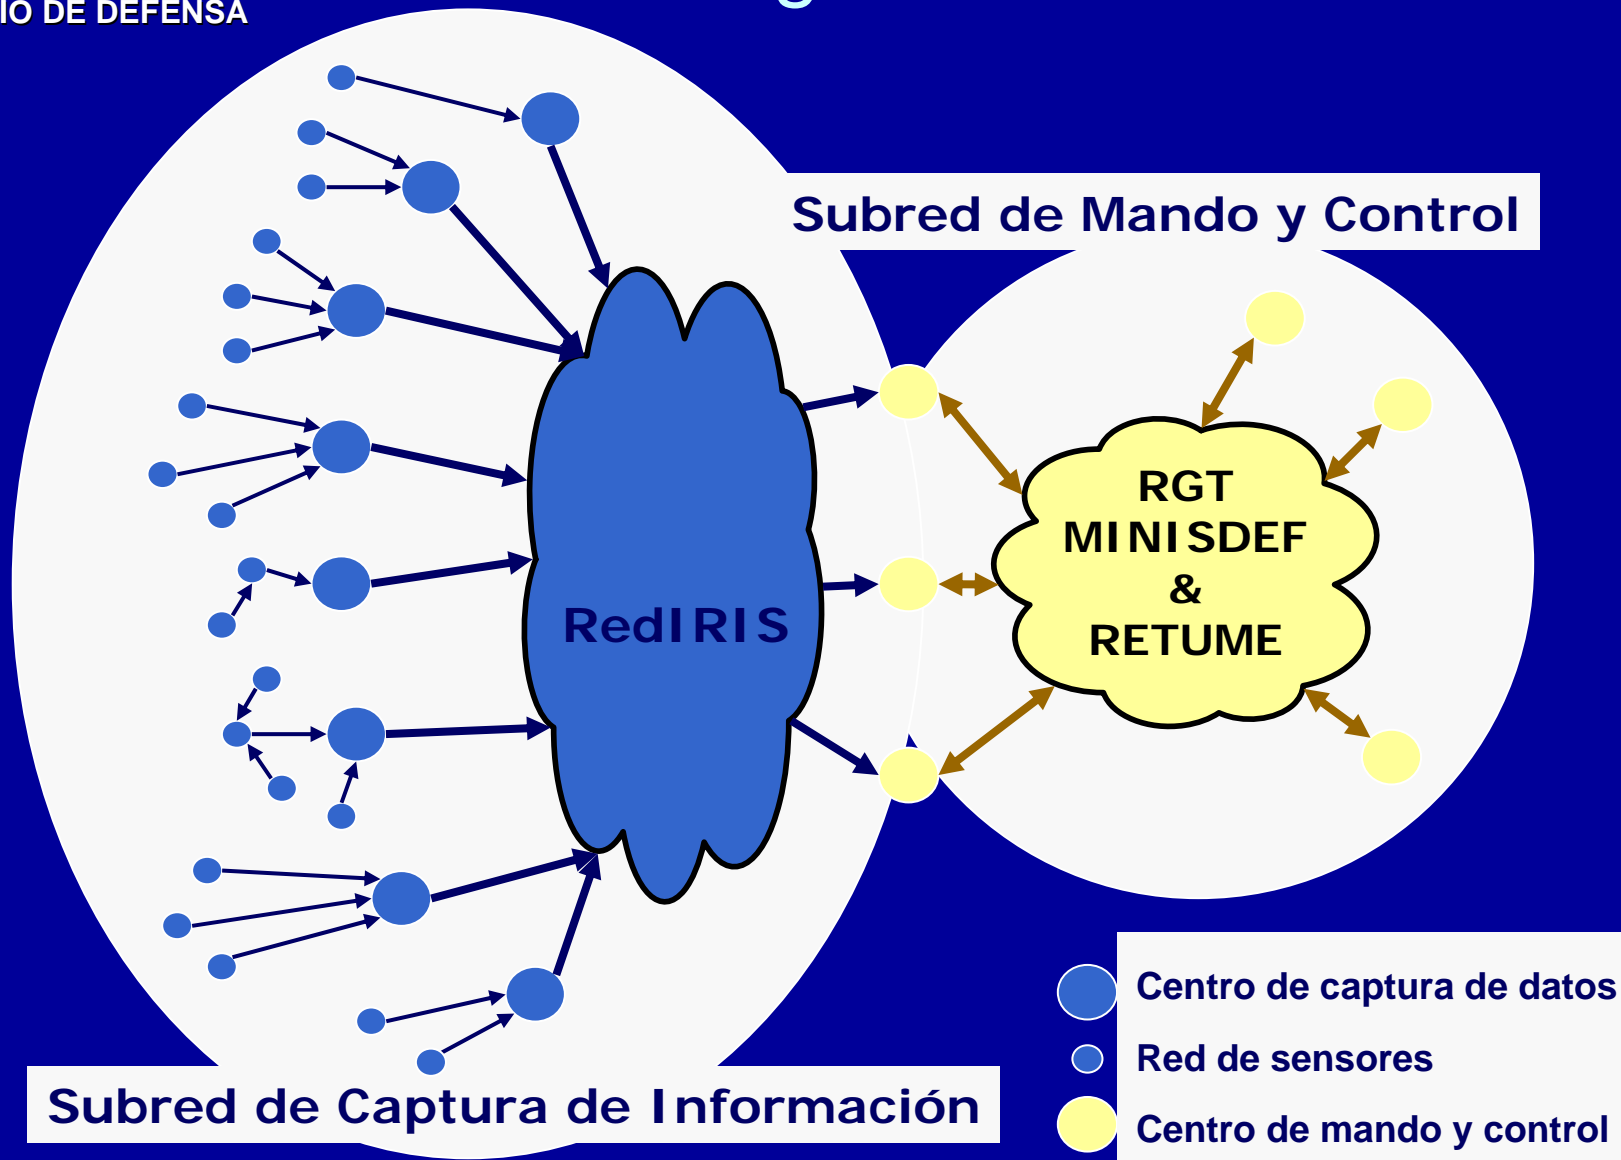 IO DE DEFENSA
Subred de Mando y Control
RGT
MINISDEF
&
RETUME
RedIRIS
Subred de Captura de Información
Centro de captura de datos
Red de sensores
Centro de mando y control